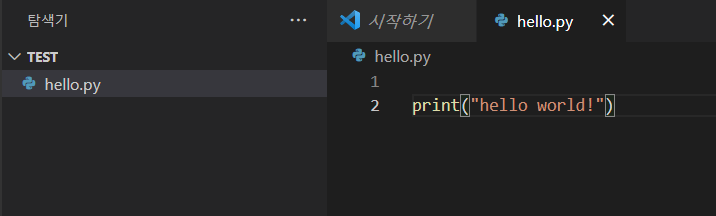 탐색기 ...
TEST
hello.py
시작하기 hello.py
hello.py
1
2 print("hello world!")